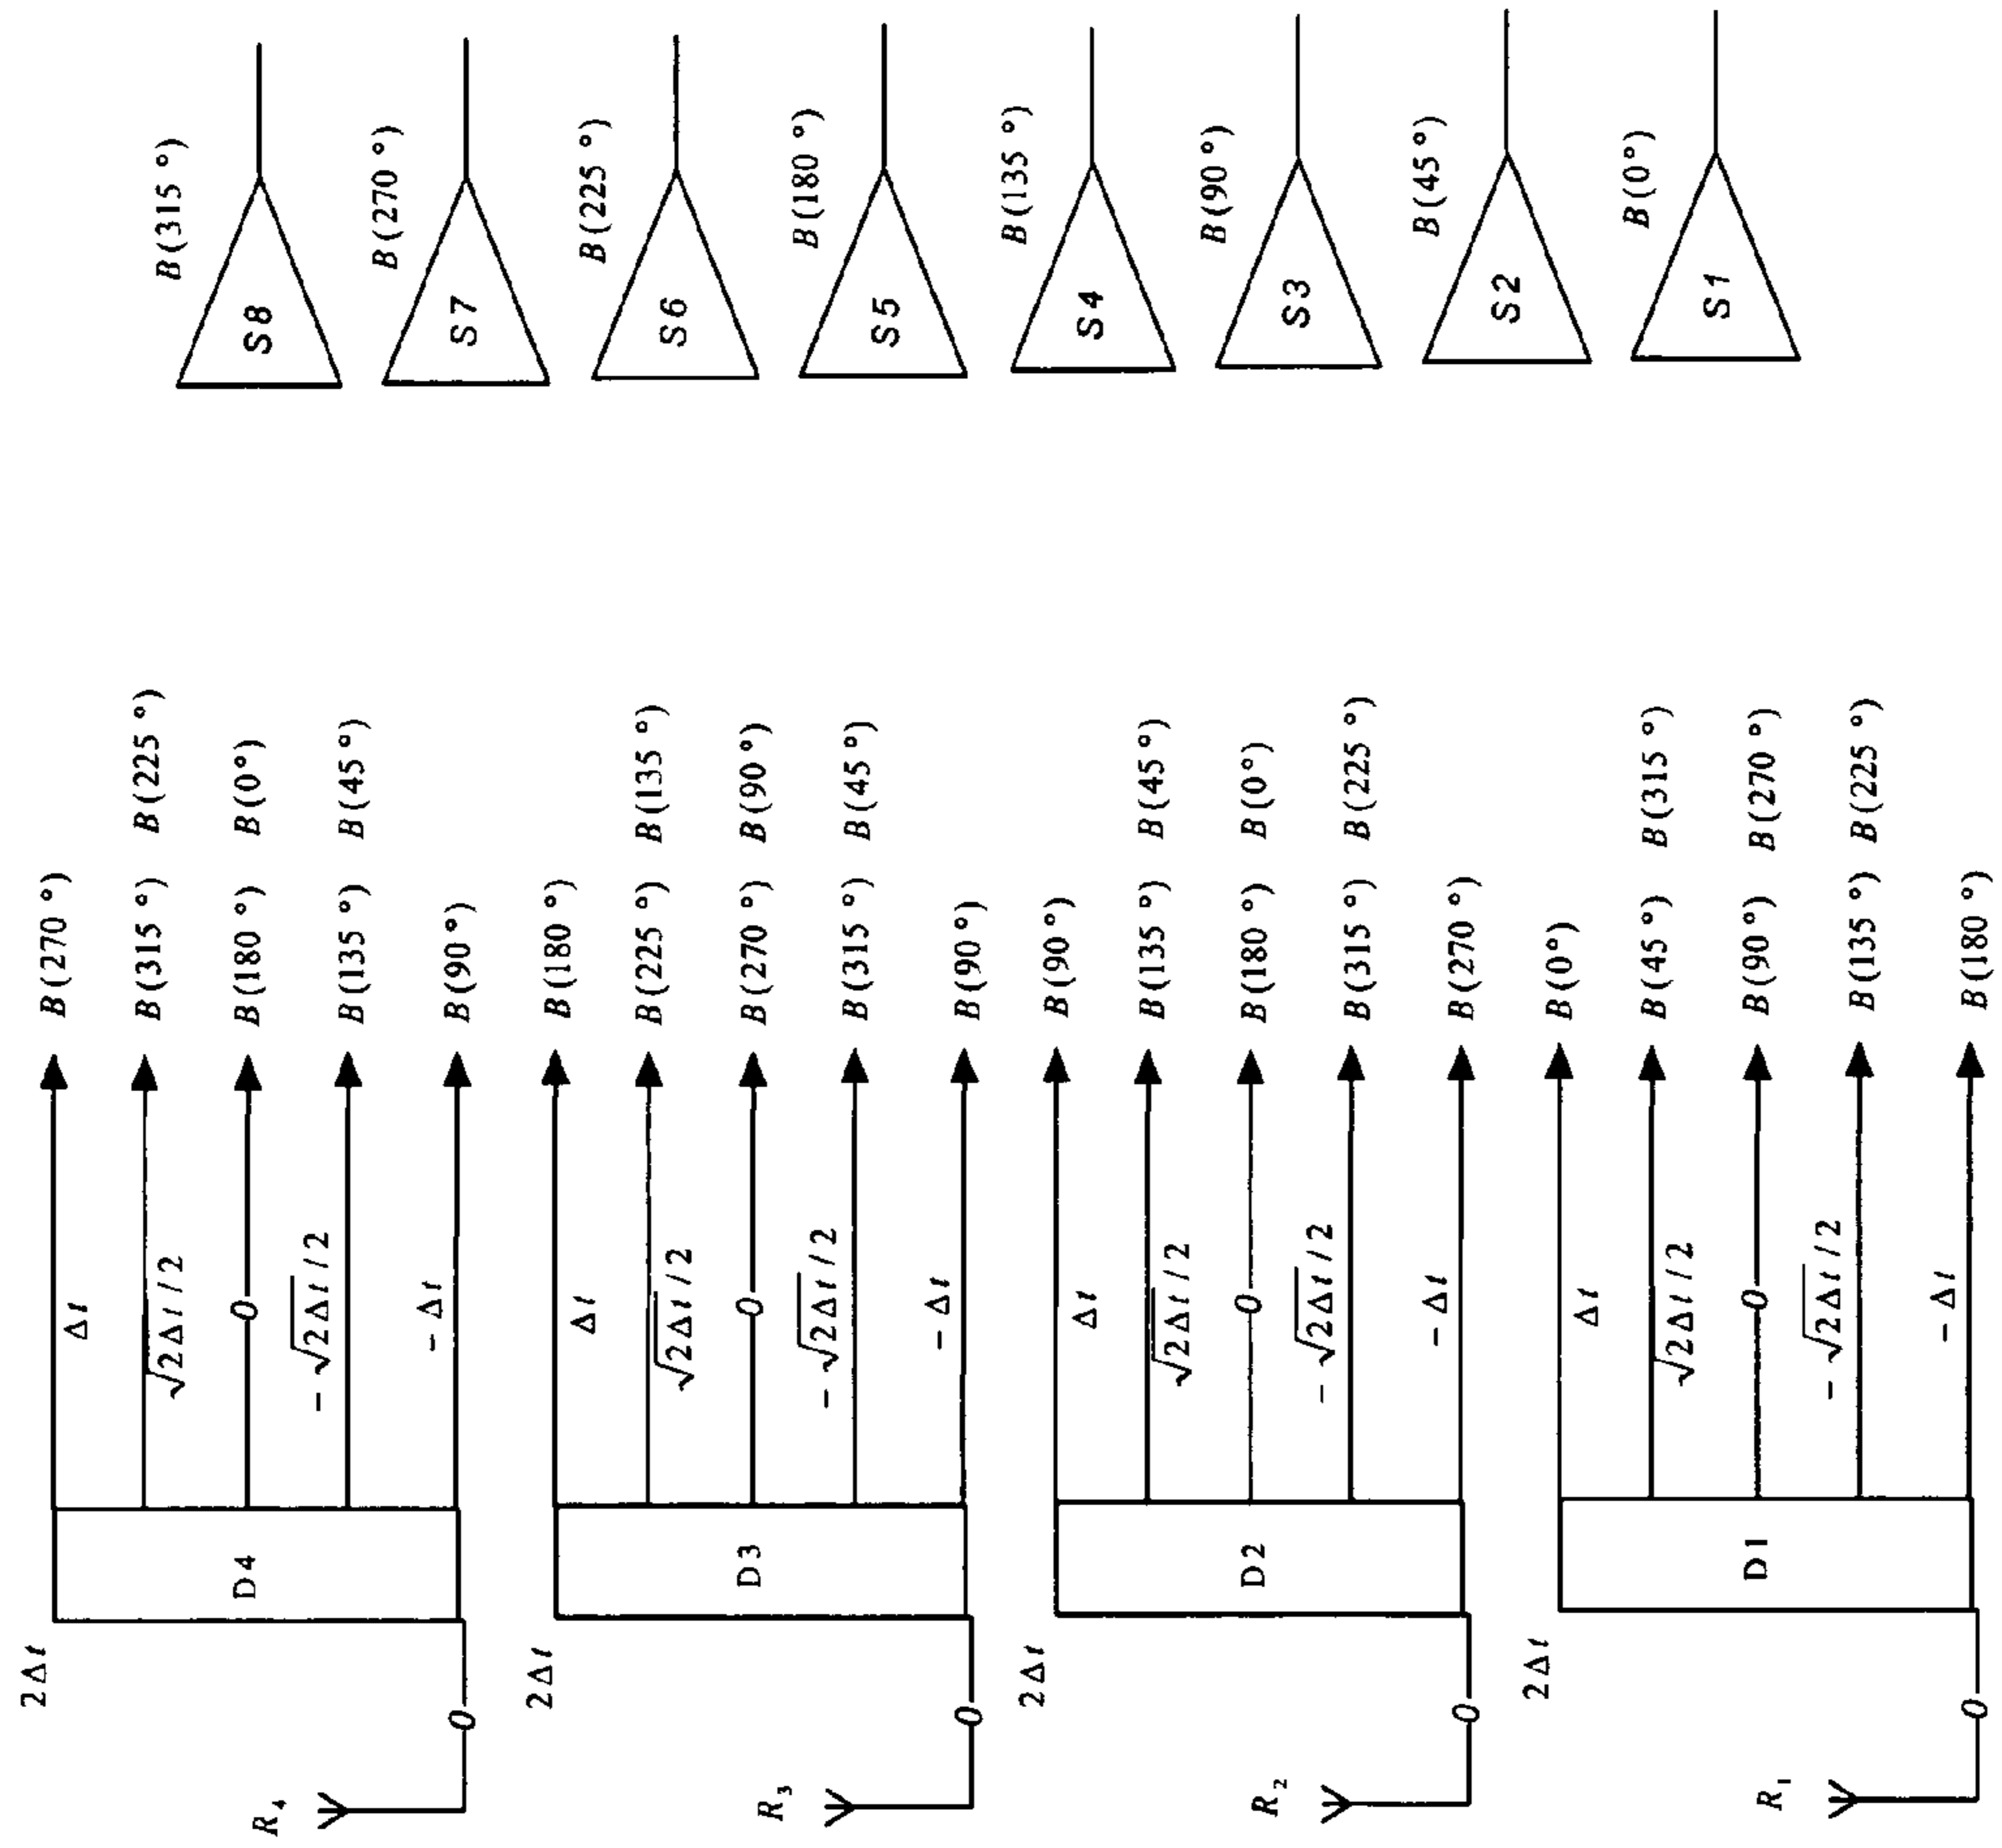 B(315°)
S8
B(270°)
S7
B(225°)
S6
B(180°)
S5
B(135°)
S4
B(90°)
S3
B(45°)
S2
B(0°)
S1
R₄
0
2Δt
D4
Δt
B(270°)
√2Δt/2
B(315°) B(225°)
0
B(180°) B(0°)
−√2Δt/2
B(135°) B(45°)
−Δt
B(90°)
R₃
0
2Δt
D3
Δt
B(180°)
√2Δt/2
B(225°) B(135°)
0
B(270°) B(90°)
−√2Δt/2
B(315°) B(45°)
−Δt
B(90°)
R₂
0
2Δt
D2
Δt
B(90°)
√2Δt/2
B(135°) B(45°)
0
B(180°) B(0°)
−√2Δt/2
B(315°) B(225°)
−Δt
B(270°)
R₁
0
2Δt
D1
Δt
B(0°)
√2Δt/2
B(45°) B(315°)
0
B(90°) B(270°)
−√2Δt/2
B(135°) B(225°)
−Δt
B(180°)